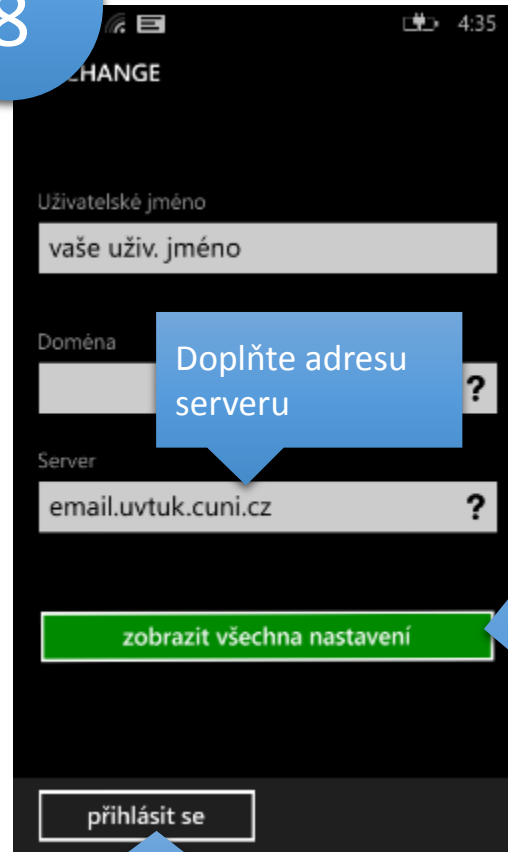 8
4:35
CHANGE
Uživatelské jméno
vaše uživ. jméno
Doména
Doplňte adresu
serveru
?
Server
email.uvtuk.cuni.cz ?
zobrazit všechna nastavení
přihlásit se